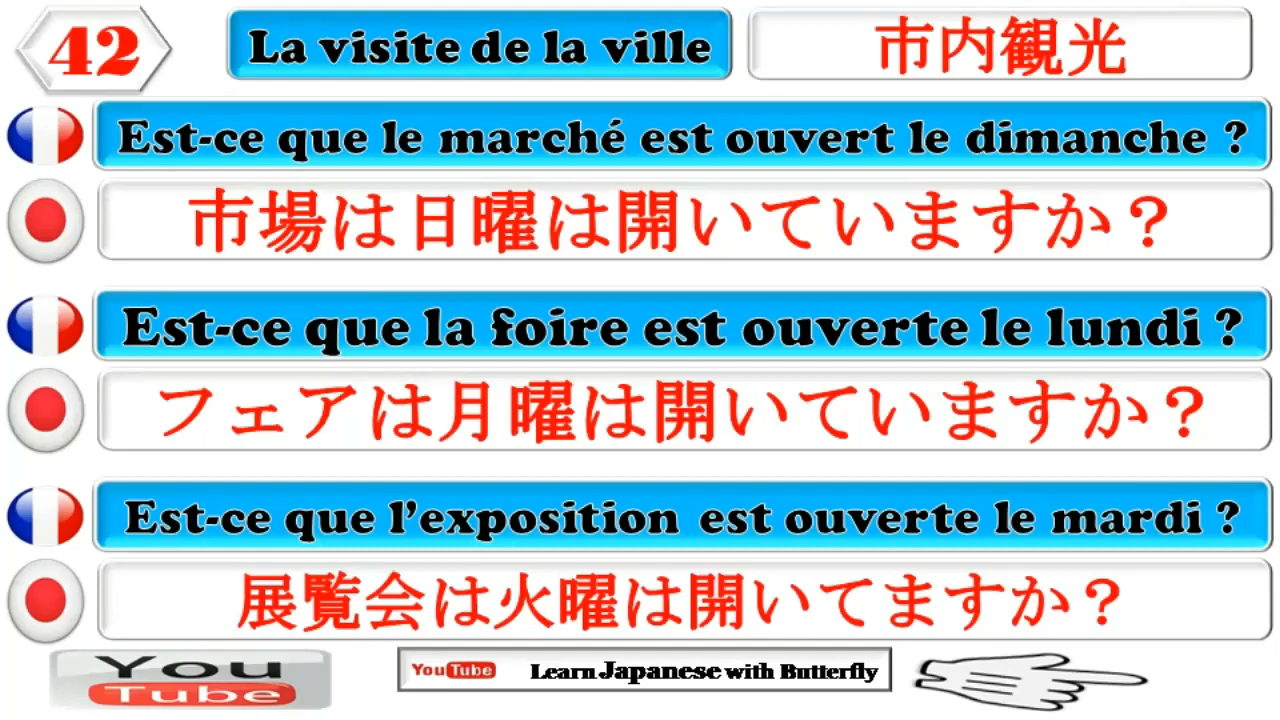 42 La visite de la ville 市内観光
Est-ce que le marché est ouvert le dimanche ?
市場は日曜は開いていますか？
Est-ce que la foire est ouverte le lundi ?
フェアは月曜は開いていますか？
Est-ce que l’exposition est ouverte le mardi ?
展覧会は火曜は開いてますか？
You
Tube
YouTube Learn Japanese with Butterfly